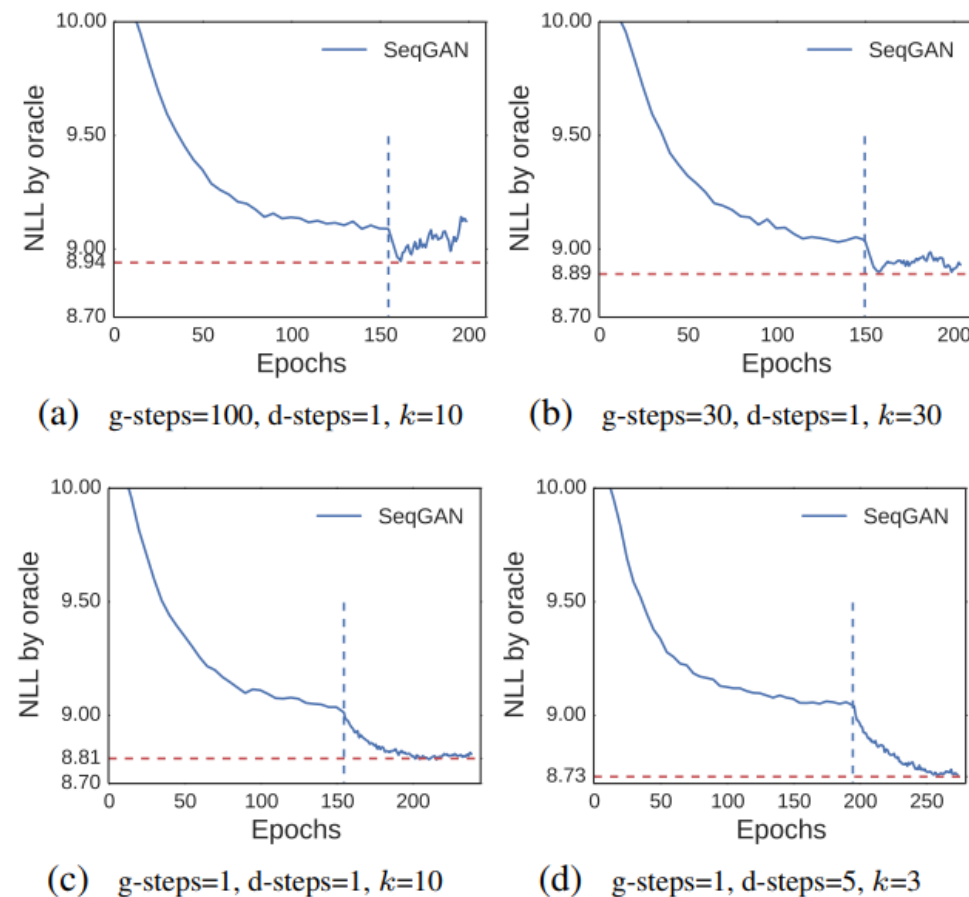 10.00
9.50
9.00
8.94
8.70
NLL by oracle
SeqGAN
0 50 100 150 200
Epochs
(a) g-steps=100, d-steps=1, k=10
10.00
9.50
9.00
8.89
8.70
NLL by oracle
SeqGAN
0 50 100 150 200
Epochs
(b) g-steps=30, d-steps=1, k=30
10.00
9.50
9.00
8.81
8.70
NLL by oracle
SeqGAN
0 50 100 150 200
Epochs
(c) g-steps=1, d-steps=1, k=10
10.00
9.50
9.00
8.73
NLL by oracle
SeqGAN
0 50 100 150 200 250
Epochs
(d) g-steps=1, d-steps=5, k=3